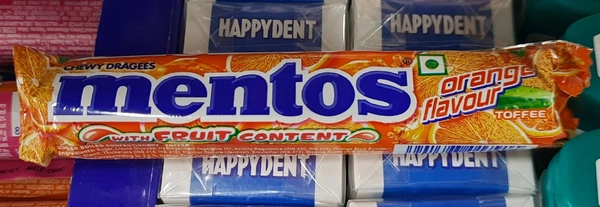 HAPPYDENT
HAPPYDENT
CHEWY DRAGEES
mentos
orange
flavour
TOFFEE
WITH FRUIT CONTENT
HAPPYDENT
HAPPYDENT